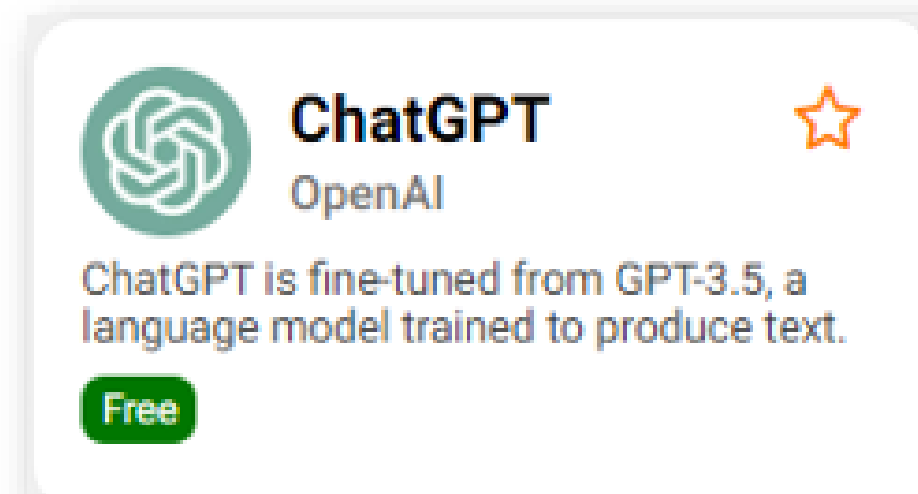 ChatGPT
OpenAI
ChatGPT is fine-tuned from GPT-3.5, a
language model trained to produce text.
Free